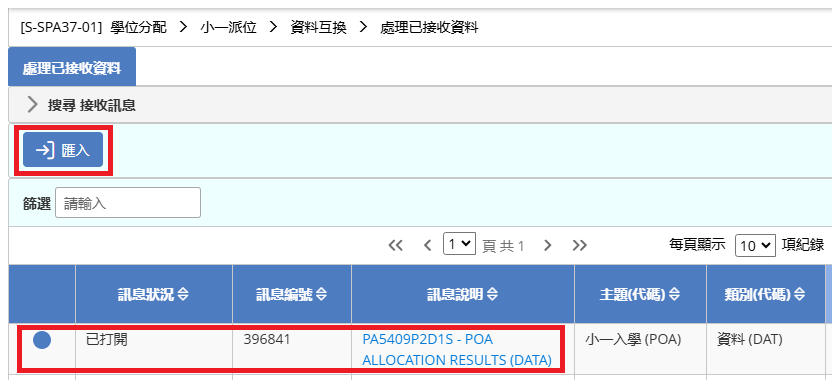 [S-SPA37-01] 學位分配 > 小一派位 > 資料互換 > 處理已接收資料
處理已接收資料
搜尋 接收訊息
匯入
篩選 請輸入
1 頁 共 1 每頁顯示 10 項紀錄
訊息狀況 訊息編號 訊息說明 主題(代碼) 類別(代碼)
已打開 396841 PA5409P2D1S - POA 小一入學 (POA) 資料 (DAT)
ALLOCATION RESULTS (DATA)